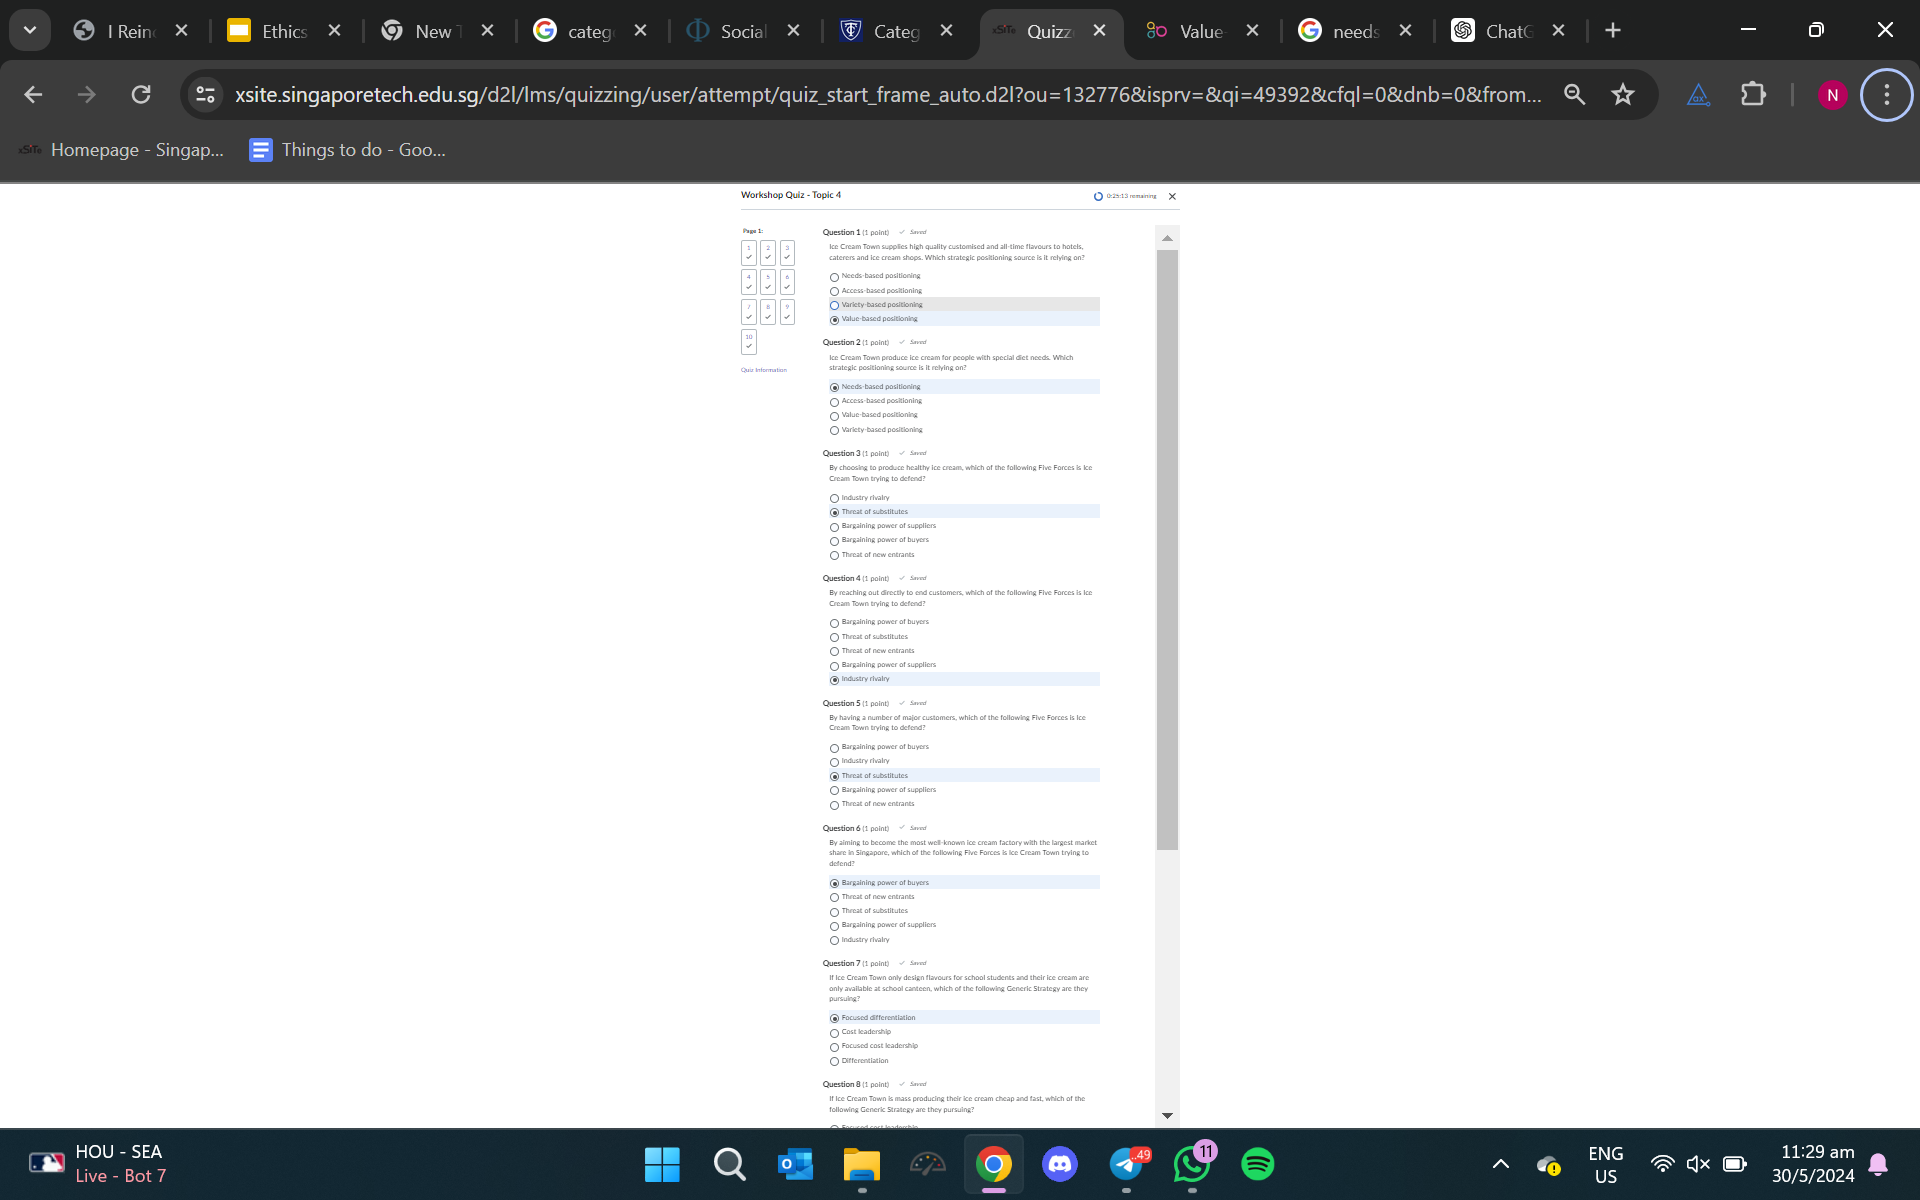 I Rein
Ethics
New T
categ
Social
Categ
Quizz
Value-
needs
ChatG
xsite.singaporetech.edu.sg/d2l/lms/quizzing/user/attempt/quiz_start_frame_auto.d2l?ou=132776&isprv=&qi=49392&cfql=0&dnb=0&from...
N
Homepage - Singap...
Things to do - Goo...
Workshop Quiz - Topic 4
0:25:13 remaining
Page 1:
1 2 3
4 5 6
7 8 9
10
Quiz Information
Question 1 (1 point) Saved
Ice Cream Town supplies high quality customised and all-time flavours to hotels,
caterers and ice cream shops. Which strategic positioning source is it relying on?
Needs-based positioning
Access-based positioning
Variety-based positioning
Value-based positioning
Question 2 (1 point) Saved
Ice Cream Town produce ice cream for people with special diet needs. Which
strategic positioning source is it relying on?
Needs-based positioning
Access-based positioning
Value-based positioning
Variety-based positioning
Question 3 (1 point) Saved
By choosing to produce healthy ice cream, which of the following Five Forces is Ice
Cream Town trying to defend?
Industry rivalry
Threat of substitutes
Bargaining power of suppliers
Bargaining power of buyers
Threat of new entrants
Question 4 (1 point) Saved
By reaching out directly to end customers, which of the following Five Forces is Ice
Cream Town trying to defend?
Bargaining power of buyers
Threat of substitutes
Threat of new entrants
Bargaining power of suppliers
Industry rivalry
Question 5 (1 point) Saved
By having a number of major customers, which of the following Five Forces is Ice
Cream Town trying to defend?
Bargaining power of buyers
Industry rivalry
Threat of substitutes
Bargaining power of suppliers
Threat of new entrants
Question 6 (1 point) Saved
By aiming to become the most well-known ice cream factory with the largest market
share in Singapore, which of the following Five Forces is Ice Cream Town trying to
defend?
Bargaining power of buyers
Threat of new entrants
Threat of substitutes
Bargaining power of suppliers
Industry rivalry
Question 7 (1 point) Saved
If Ice Cream Town only design flavours for school students and their ice cream are
only available at school canteen, which of the following Generic Strategy are they
pursuing?
Focused differentiation
Cost leadership
Focused cost leadership
Differentiation
Question 8 (1 point) Saved
If Ice Cream Town is mass producing their ice cream cheap and fast, which of the
following Generic Strategy are they pursuing?
Focused cost leadership
HOU - SEA
Live - Bot 7
..49
11
ENG
US
11:29 am
30/5/2024